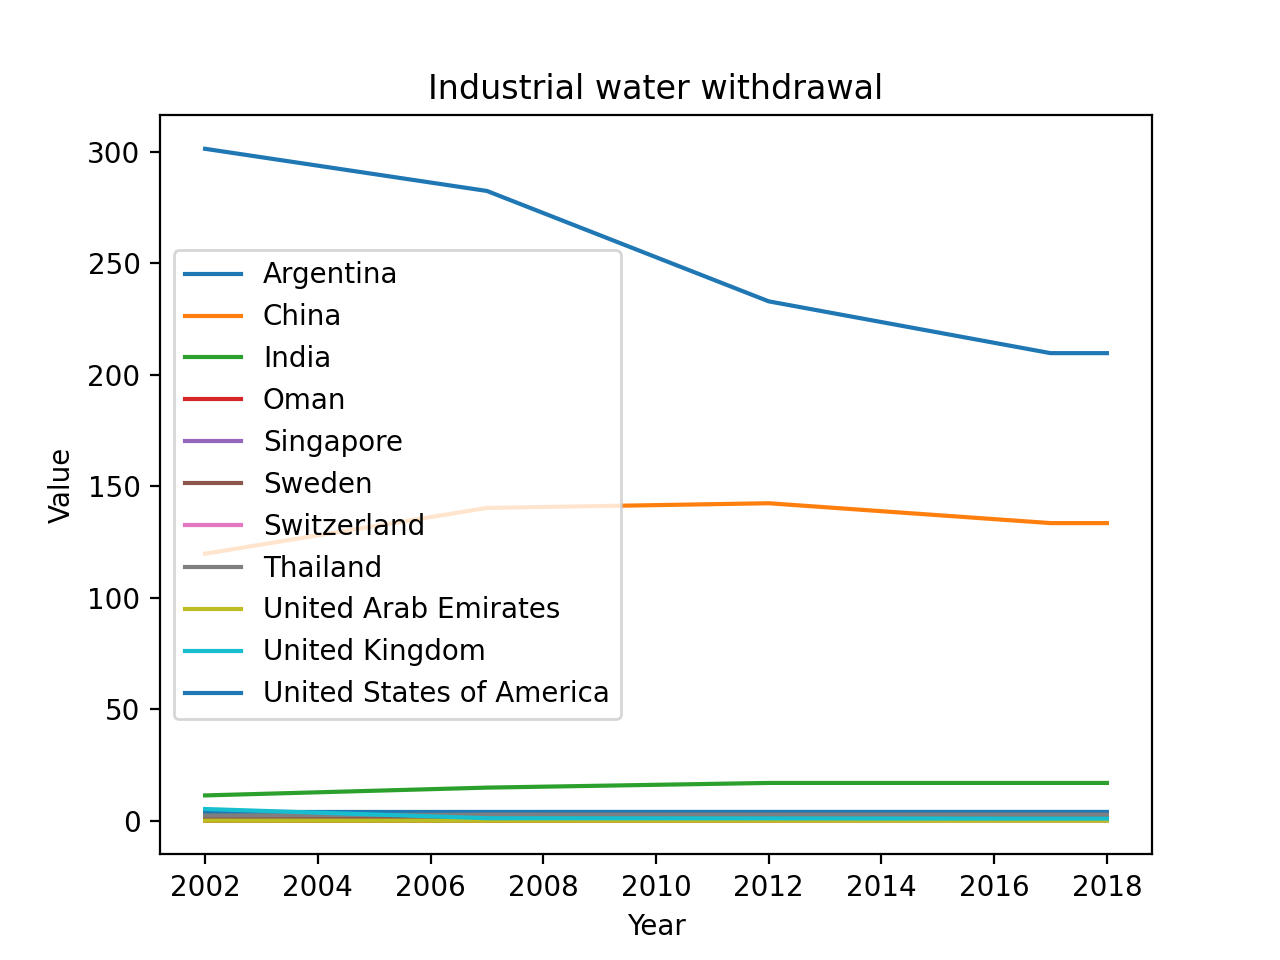 Industrial water withdrawal
300
250
200
150
100
50
0
Value
Argentina
China
India
Oman
Singapore
Sweden
Switzerland
Thailand
United Arab Emirates
United Kingdom
United States of America
2002 2004 2006 2008 2010 2012 2014 2016 2018
Year